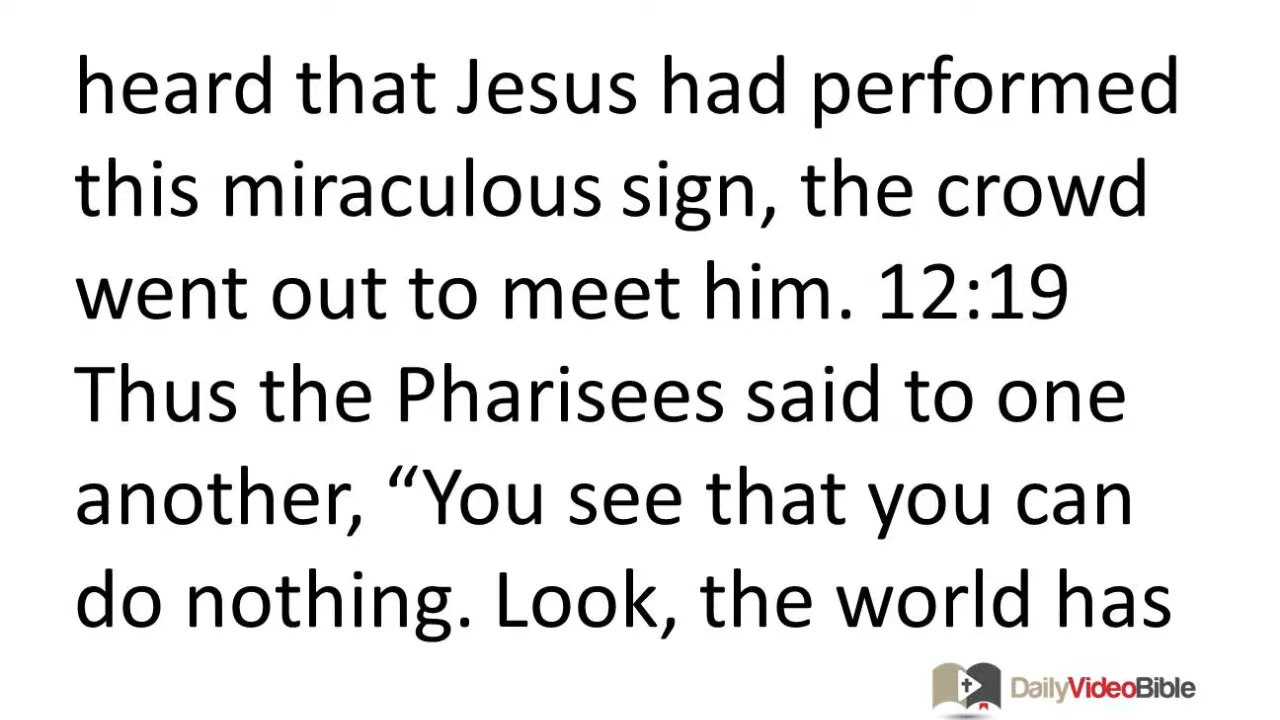 heard that Jesus had performed
this miraculous sign, the crowd
went out to meet him. 12:19
Thus the Pharisees said to one
another, “You see that you can
do nothing. Look, the world has
DailyVideoBible